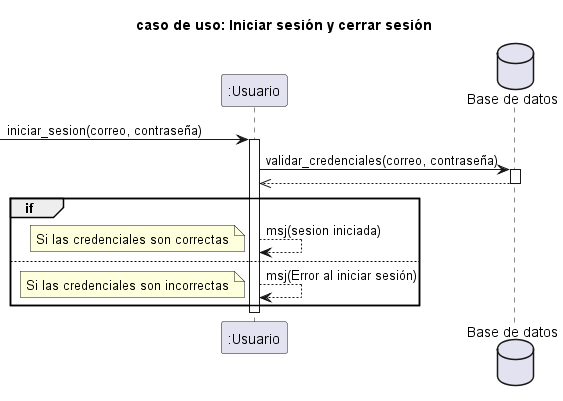 caso de uso: Iniciar sesión y cerrar sesión
Base de datos
:Usuario
iniciar_sesion(correo, contraseña)
validar_credenciales(correo, contraseña)
if
Si las credenciales son correctas
msj(sesion iniciada)
Si las credenciales son incorrectas
msj(Error al iniciar sesión)
:Usuario
Base de datos